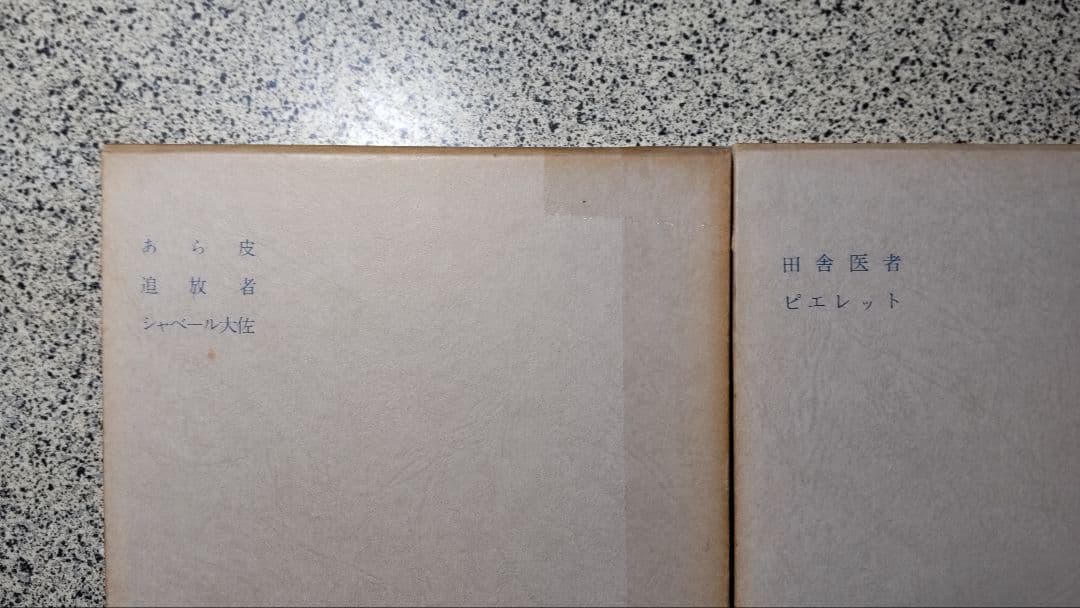 あら皮
追放者
シャベール大佐
田舎医者
ピエレット